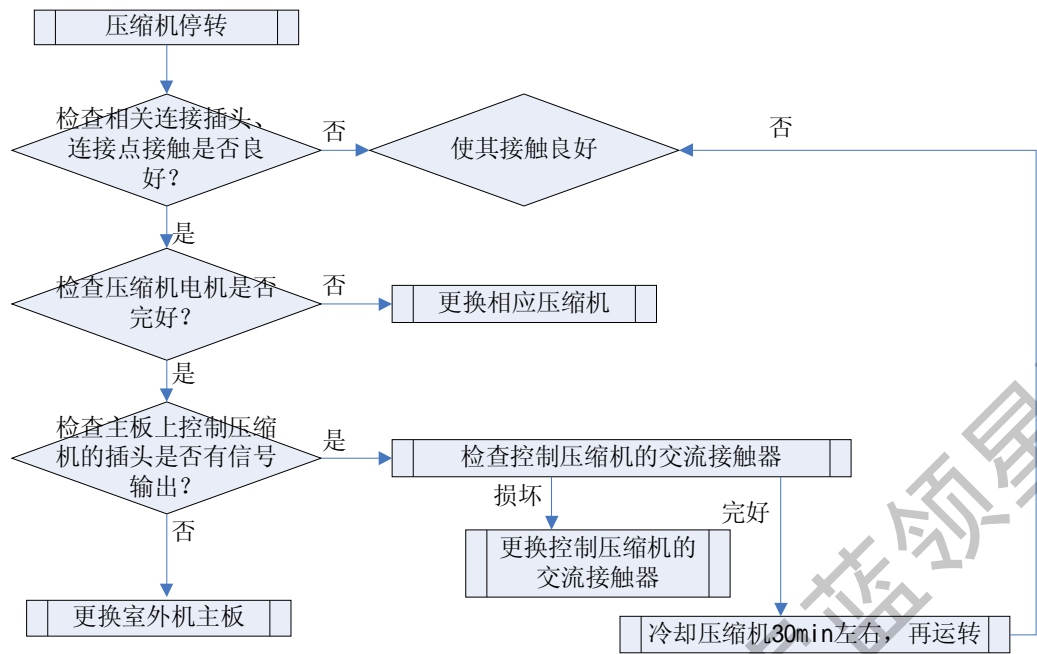 压缩机停转
检查相关连接插头、
连接点接触是否良
好？
否
使其接触良好
否
是
检查压缩机电机是否
完好？
否
更换相应压缩机
是
检查主板上控制压缩
机的插头是否有信号
输出？
是
检查控制压缩机的交流接触器
损坏
完好
否
更换控制压缩机的
交流接触器
更换室外机主板
冷却压缩机30min左右，再运转
蓝领星